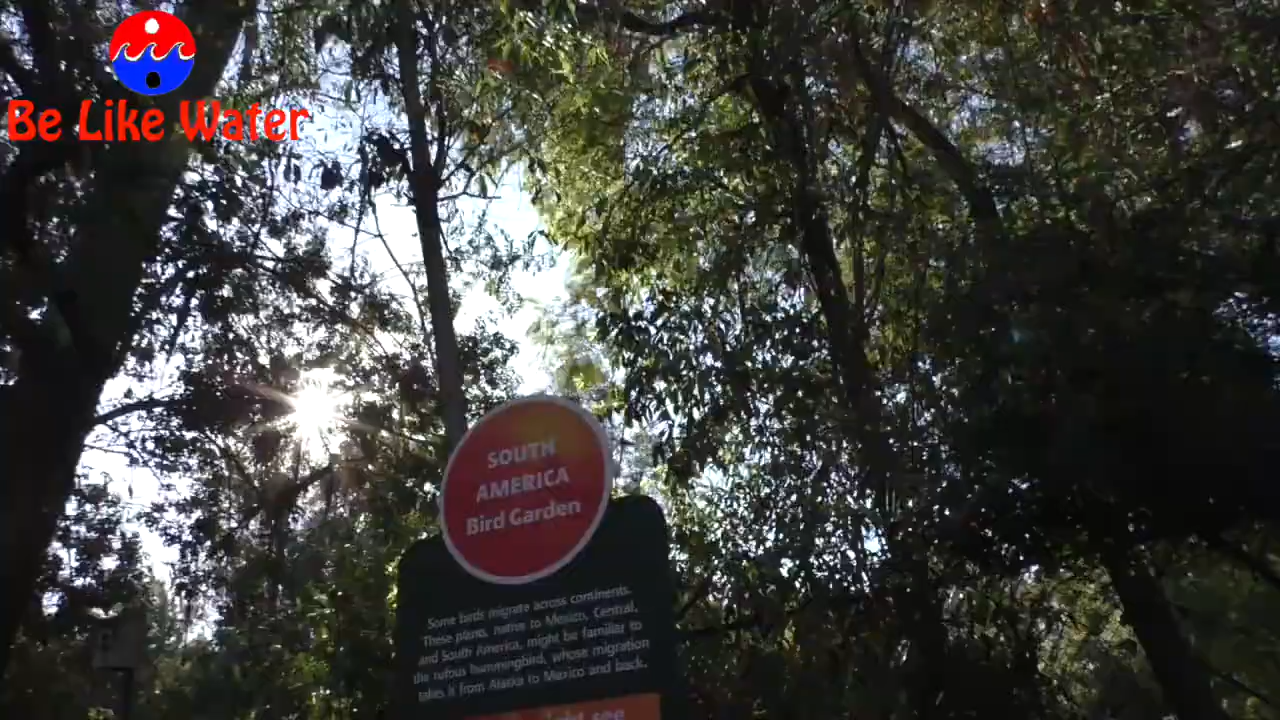 Be Like Water
SOUTH
AMERICA
Bird Garden
Some birds migrate across continents.
These plants, native to Mexico, Central,
and South America, might be familiar to
the rufous hummingbird, whose migration
takes it from Alaska to Mexico and back.
see